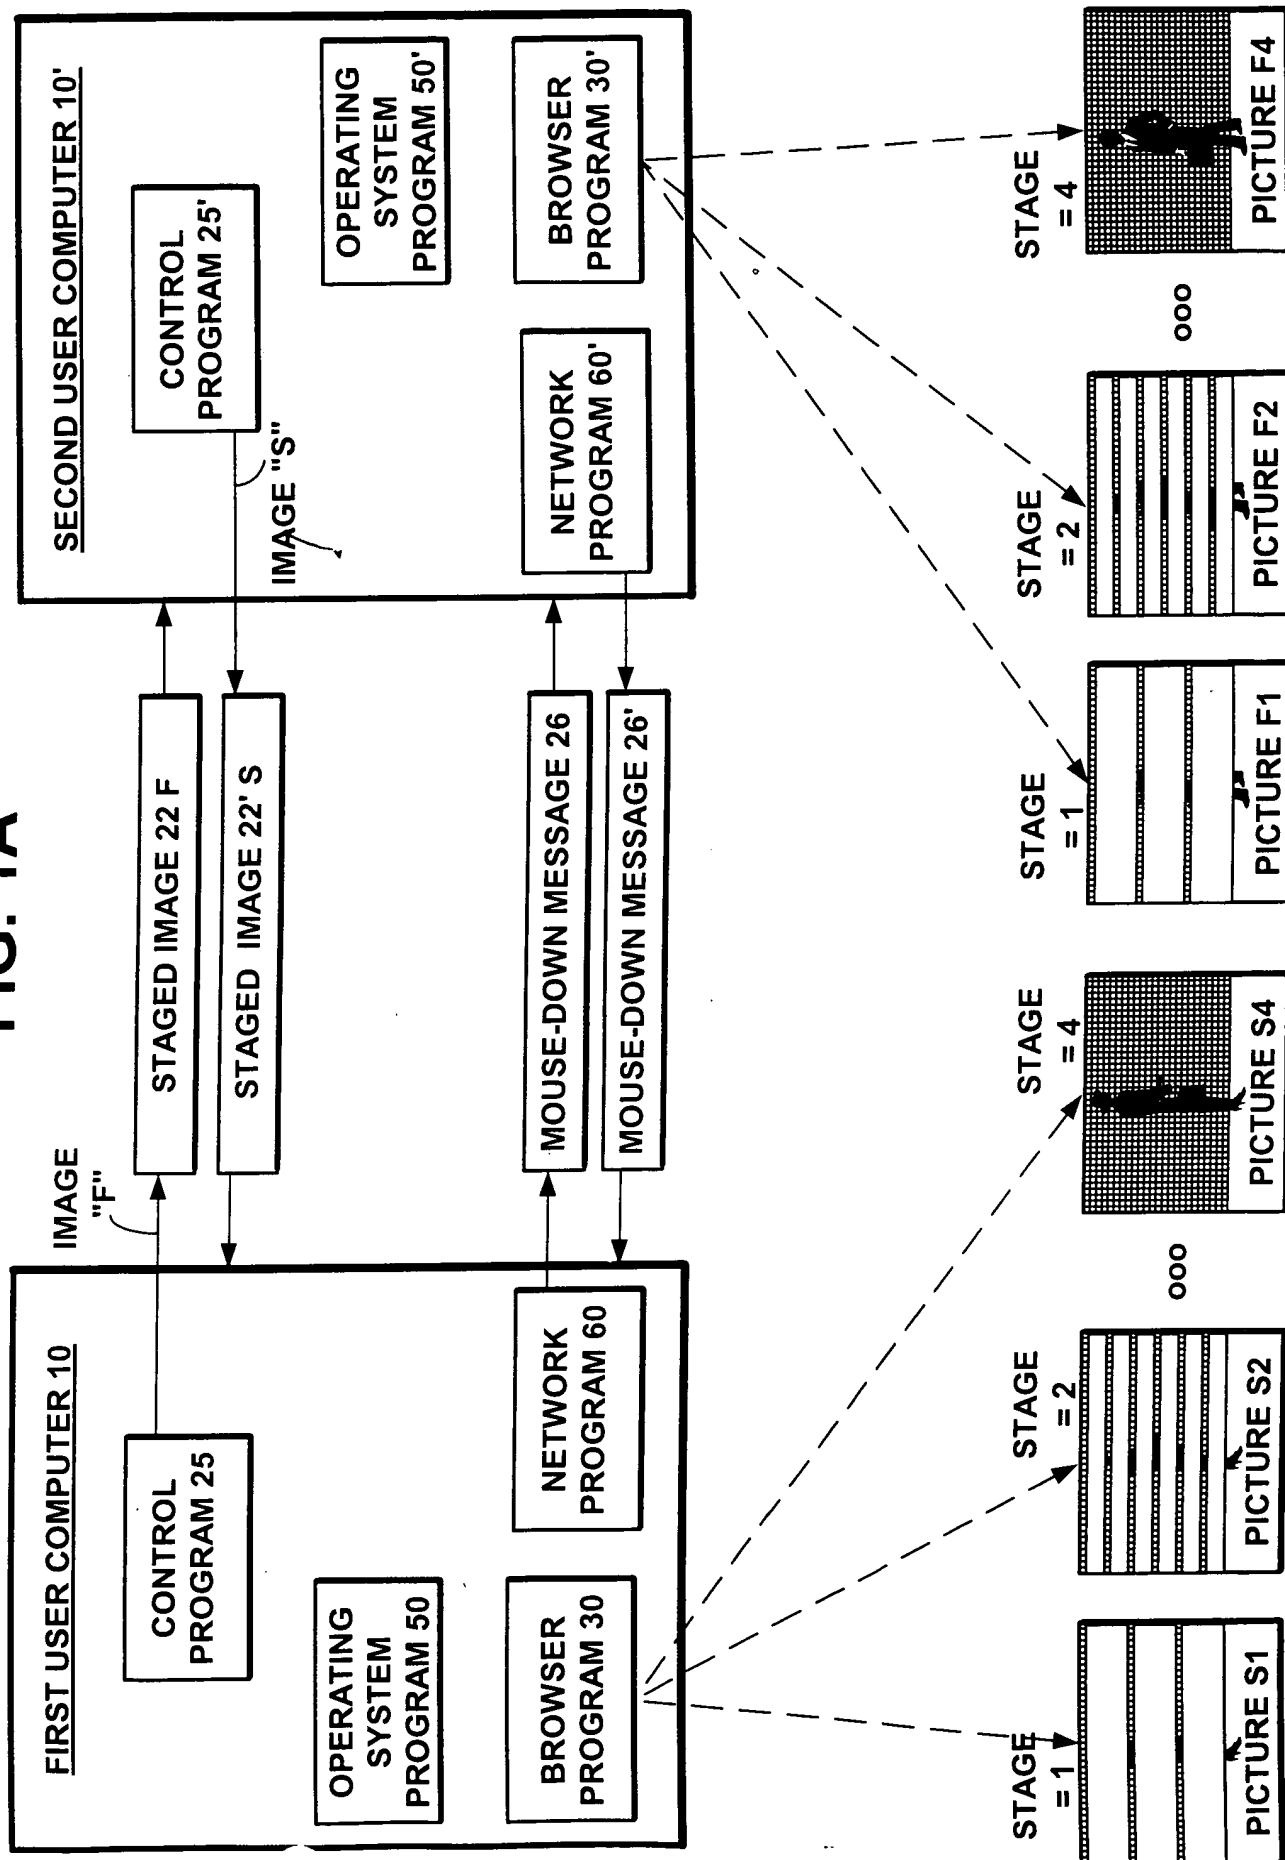 FIG. 1A
FIRST USER COMPUTER 10
CONTROL
PROGRAM 25
OPERATING
SYSTEM
PROGRAM 50
BROWSER
PROGRAM 30
NETWORK
PROGRAM 60
IMAGE
"F"
STAGED IMAGE 22 F
STAGED IMAGE 22' S
MOUSE-DOWN MESSAGE 26
MOUSE-DOWN MESSAGE 26'
SECOND USER COMPUTER 10'
CONTROL
PROGRAM 25'
IMAGE "S"
OPERATING
SYSTEM
PROGRAM 50'
NETWORK
PROGRAM 60'
BROWSER
PROGRAM 30'
STAGE
= 1
PICTURE S1
STAGE
= 2
PICTURE S2
ooo
STAGE
= 4
PICTURE S4
STAGE
= 1
PICTURE F1
STAGE
= 2
PICTURE F2
ooo
STAGE
= 4
PICTURE F4